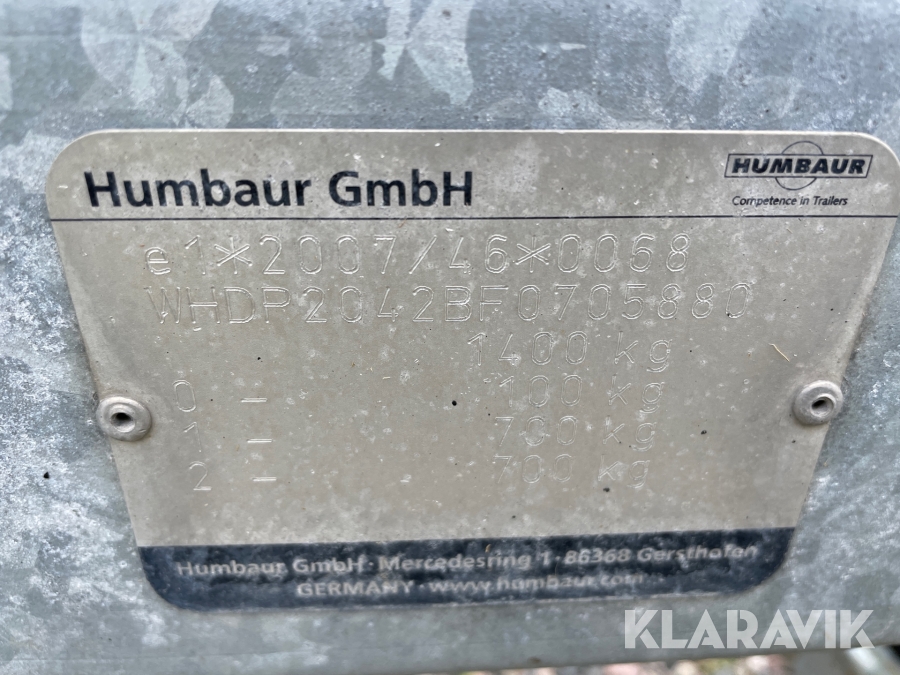 Humbaur GmbH
HUMBAUR
Competence in Trailers
e1*2007/46*0068
WHDP2042BF0705880
1400 kg
0 - 100 kg
1 - 700 kg
2 - 700 kg
Humbaur GmbH · Mercedesring 1 · 86368 Gersthofen
GERMANY · www.humbaur.com
KLARAVIK